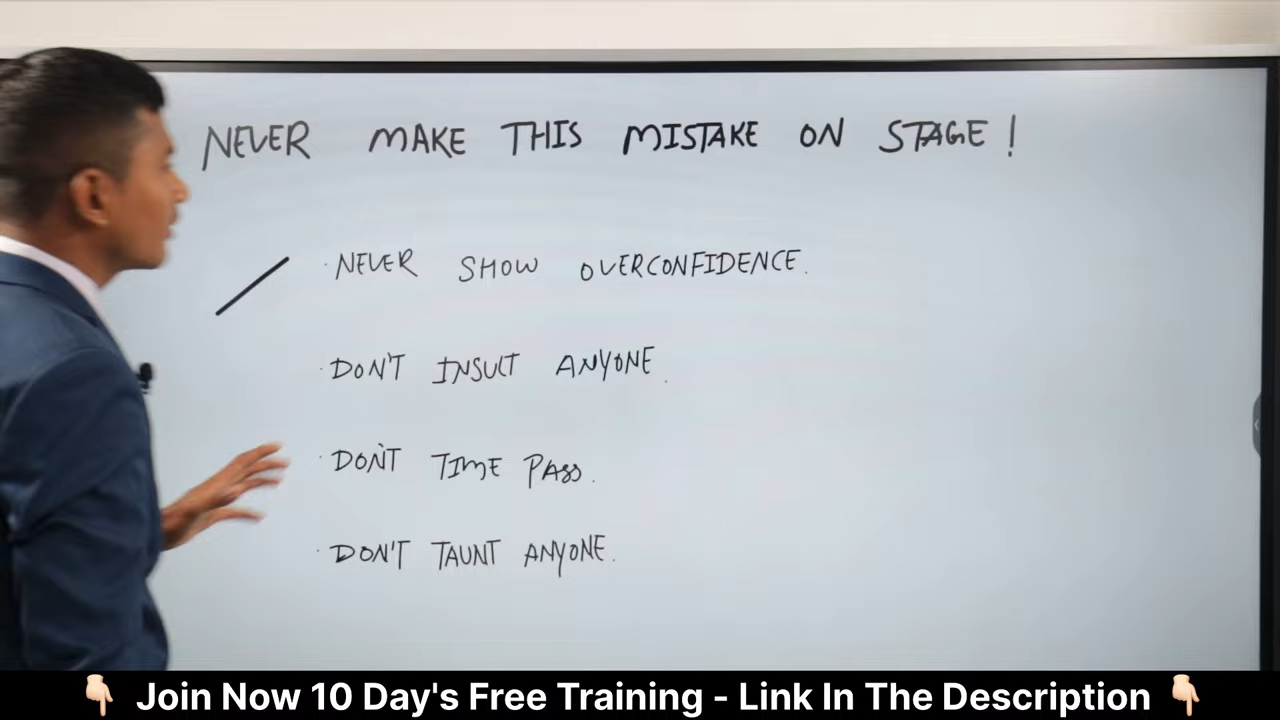 NEVER MAKE THIS MISTAKE ON STAGE!
· NEVER SHOW OVERCONFIDENCE.
· DON'T INSULT ANYONE.
· DON'T TIME PASS.
· DON'T TAUNT ANYONE.
👇🏻 Join Now 10 Day's Free Training - Link In The Description 👇🏻